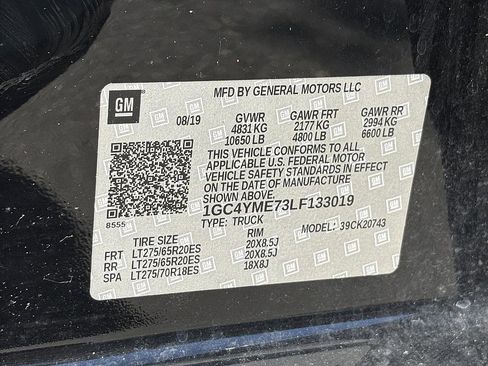 GM
MFD BY GENERAL MOTORS LLC
08/19 GVWR GAWR FRT GAWR RR
4831 KG 2177 KG 2994 KG
10650 LB 4800 LB 6600 LB
THIS VEHICLE CONFORMS TO ALL
APPLICABLE U.S. FEDERAL MOTOR
VEHICLE SAFETY STANDARDS IN EFFECT
ON THE DATE OF MANUFACTURE
SHOWN ABOVE.
1GC4YME73LF133019
8555 TYPE: TRUCK MODEL: 39CK20743
TIRE SIZE RIM
FRT LT275/65R20ES 20X8.5J
RR LT275/65R20ES 20X8.5J
SPA LT275/70R18ES 18X8J